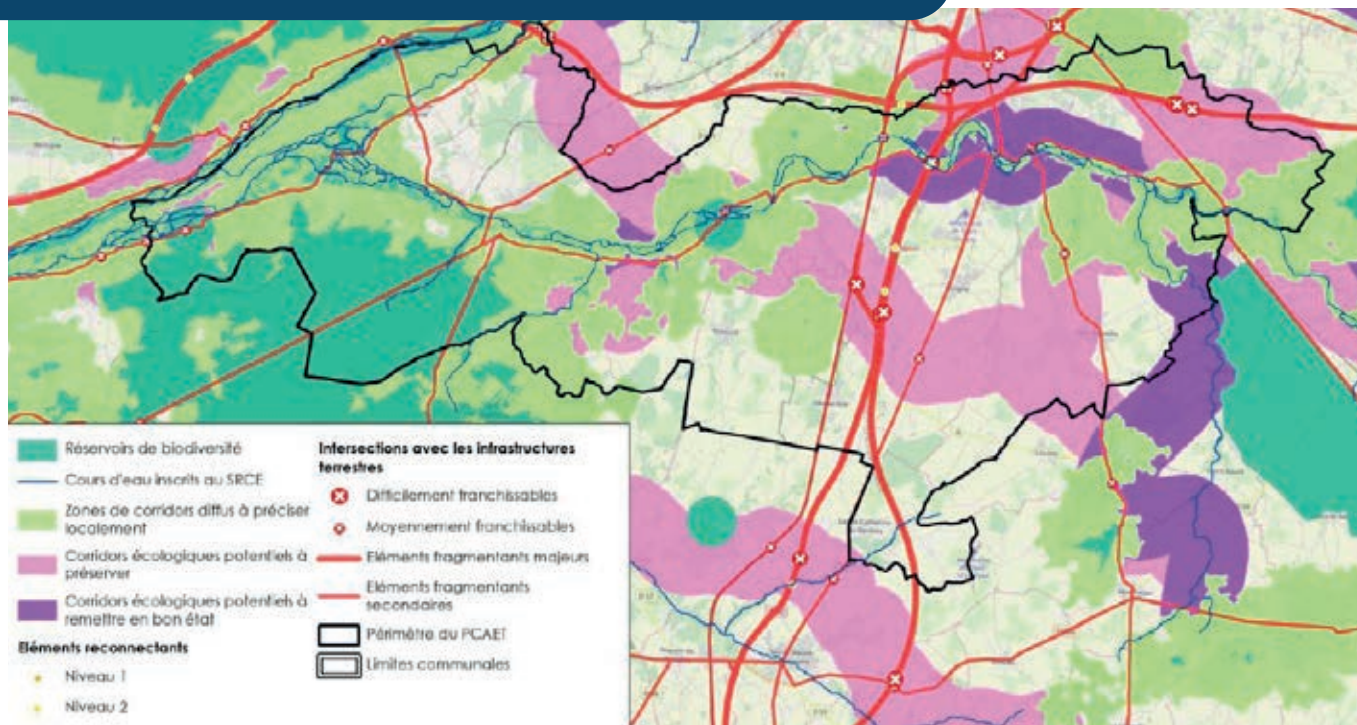 Réservoirs de biodiversité
Cours d'eau inscrits au SRCE
Zones de corridors diffus à préciser
localement
Corridors écologiques potentiels à
préserver
Corridors écologiques potentiels à
remettre en bon état
Eléments reconnectants
Niveau 1
Niveau 2
Intersections avec les infrastructures
terrestres
Difficilement franchissables
Moyennement franchissables
Eléments fragmentants majeurs
Eléments fragmentants
secondaires
Périmètre du PCAET
Limites communales